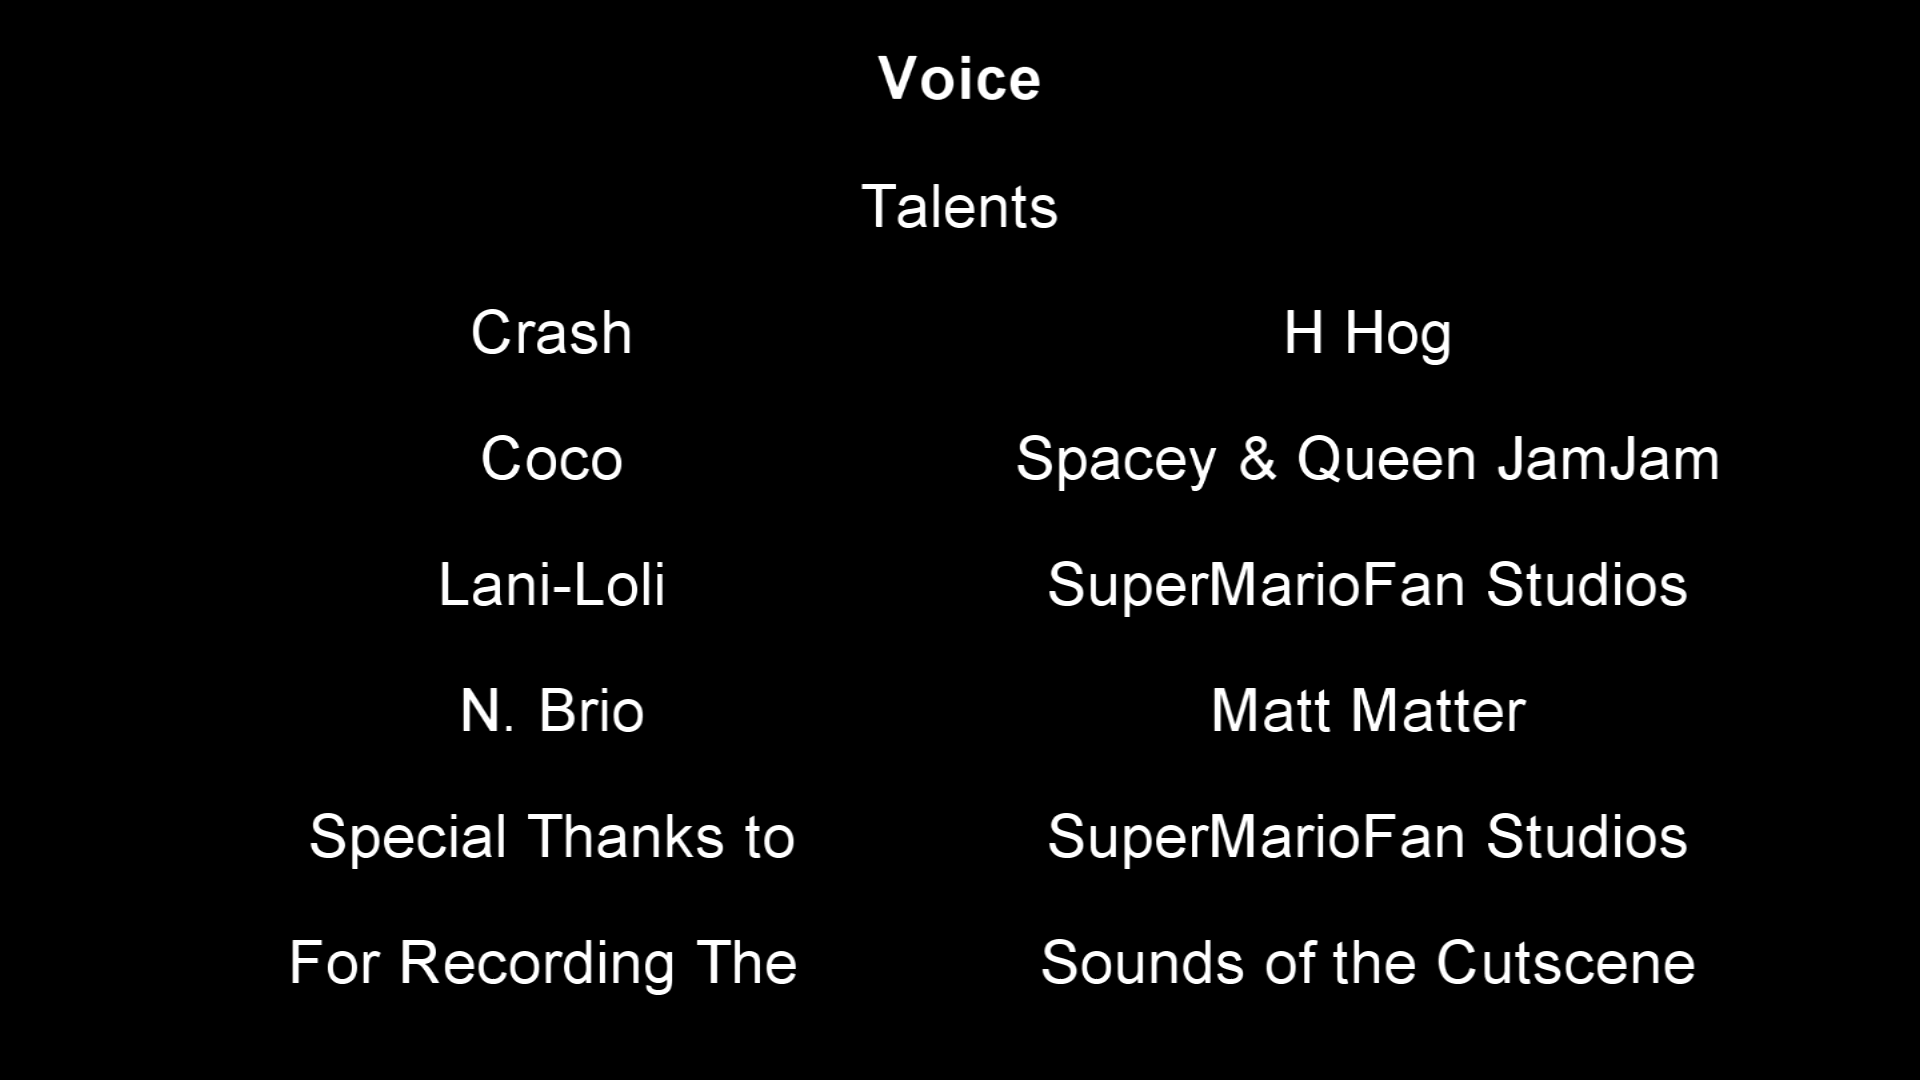 Voice
Talents
Crash H Hog
Coco Spacey & Queen JamJam
Lani-Loli SuperMarioFan Studios
N. Brio Matt Matter
Special Thanks to SuperMarioFan Studios
For Recording The Sounds of the Cutscene